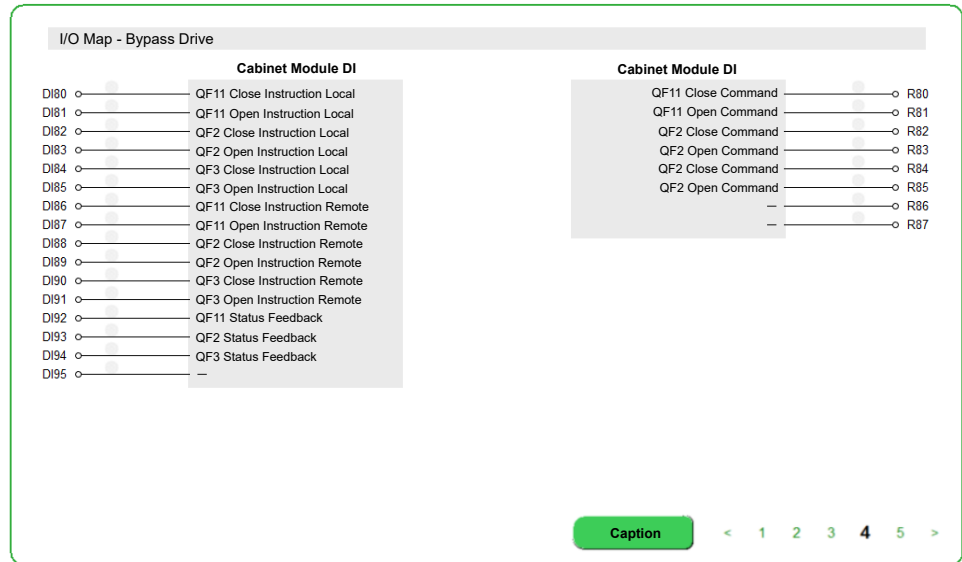 I/O Map - Bypass Drive
Cabinet Module DI
DI80 QF11 Close Instruction Local
DI81 QF11 Open Instruction Local
DI82 QF2 Close Instruction Local
DI83 QF2 Open Instruction Local
DI84 QF3 Close Instruction Local
DI85 QF3 Open Instruction Local
DI86 QF11 Close Instruction Remote
DI87 QF11 Open Instruction Remote
DI88 QF2 Close Instruction Remote
DI89 QF2 Open Instruction Remote
DI90 QF3 Close Instruction Remote
DI91 QF3 Open Instruction Remote
DI92 QF11 Status Feedback
DI93 QF2 Status Feedback
DI94 QF3 Status Feedback
DI95 —
Cabinet Module DI
QF11 Close Command R80
QF11 Open Command R81
QF2 Close Command R82
QF2 Open Command R83
QF2 Close Command R84
QF2 Open Command R85
— R86
— R87
Caption < 1 2 3 4 5 >